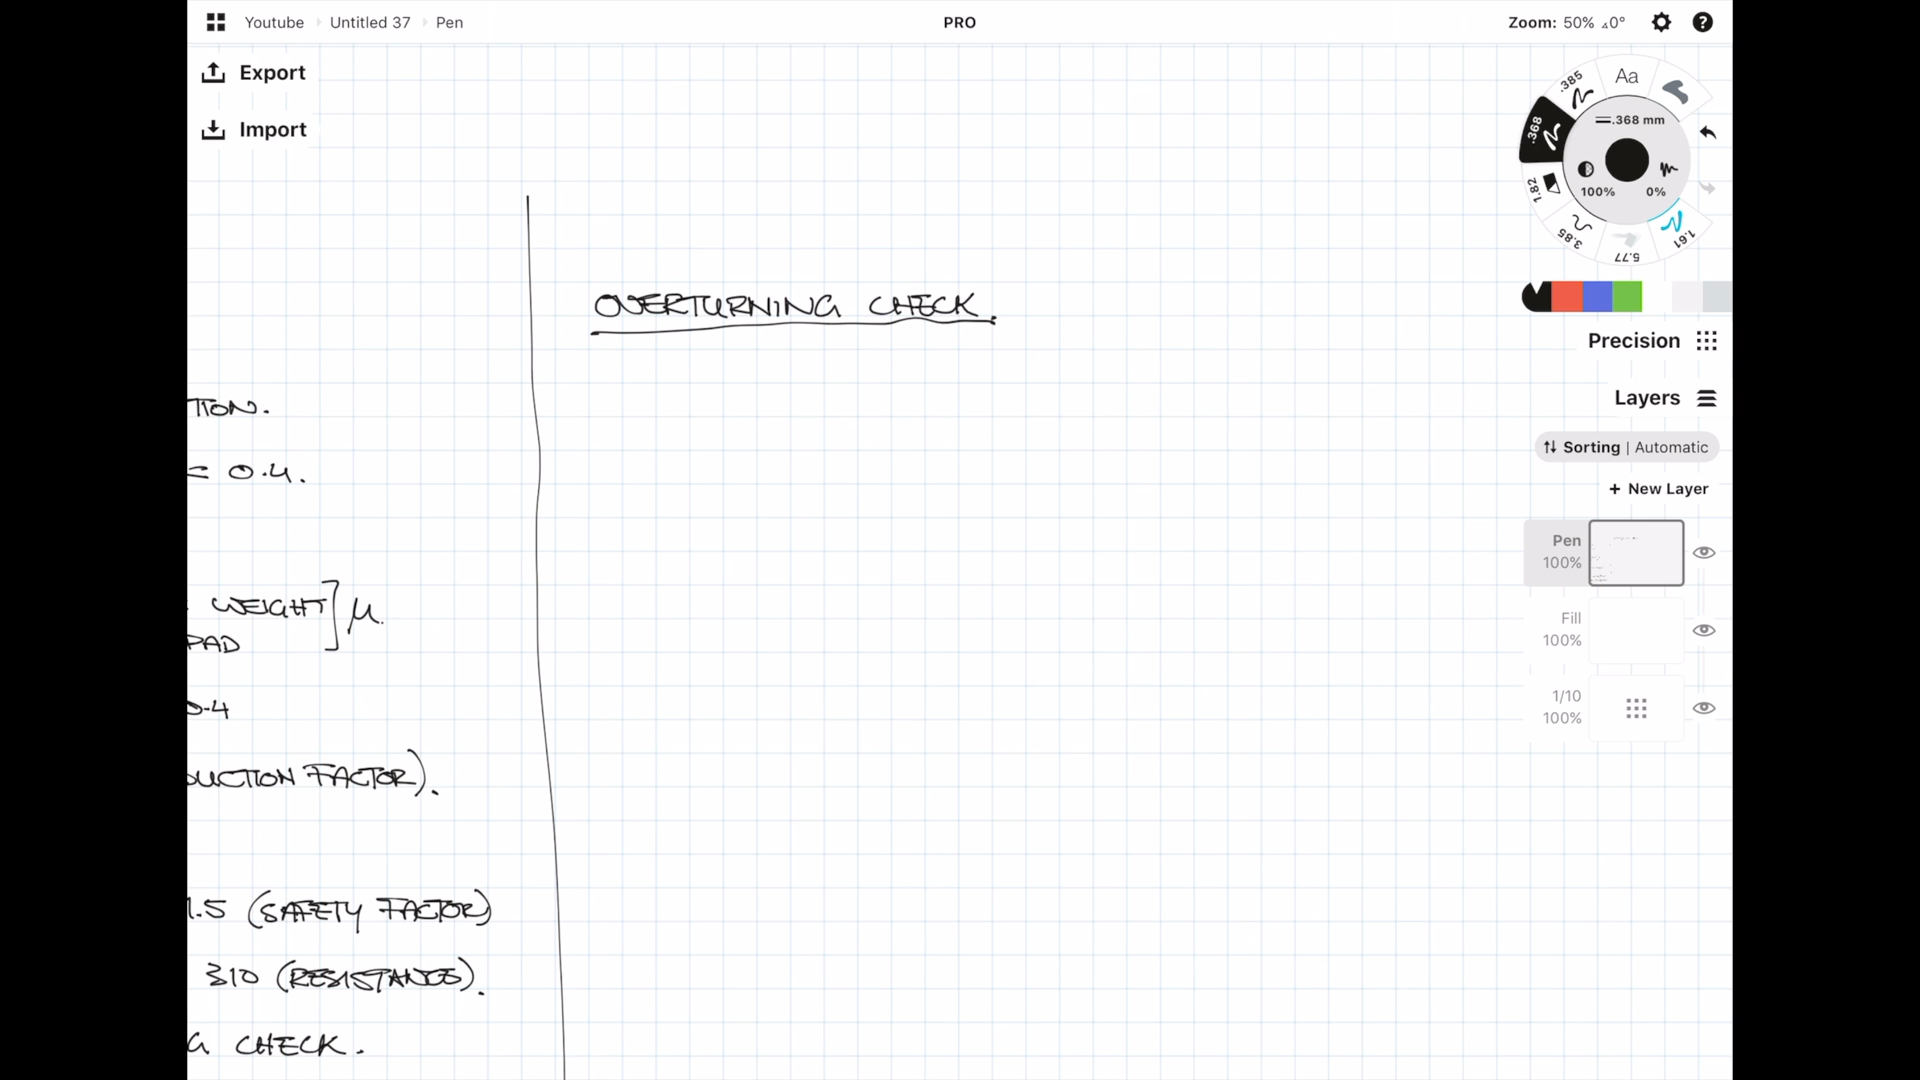 Youtube Untitled 37 Pen
PRO
Zoom: 50% 0°
Export
Import
.385
Aa
.368
.368 mm
100%
0%
1.82
3.85
5.77
1.61
Precision
Layers
Sorting | Automatic
+ New Layer
Pen
100%
Fill
100%
1/10
100%
TION.
= 0.4.
WEIGHT] μ.
PAD
0.4
DUCTION FACTOR).
1.5 (SAFETY FACTOR)
310 (RESISTANCE).
G CHECK.
OVERTURNING CHECK.